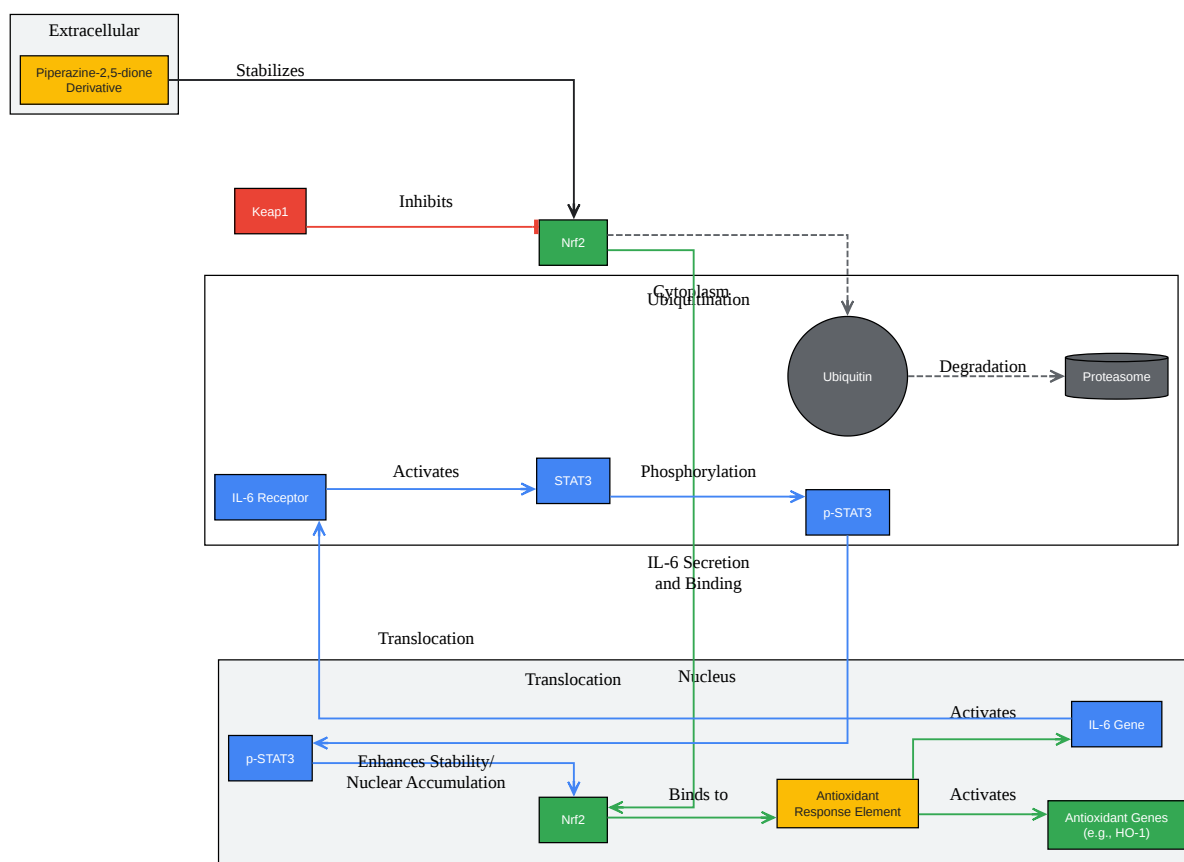 Extracellular
Piperazine-2,5-dione
Derivative
Stabilizes
Keap1
Inhibits
Nrf2
Cytoplasm
Ubiquitination
Ubiquitin
Degradation
Proteasome
IL-6 Receptor
Activates
STAT3
Phosphorylation
p-STAT3
IL-6 Secretion
and Binding
Translocation
Translocation
Nucleus
Activates
IL-6 Gene
p-STAT3
Enhances Stability/
Nuclear Accumulation
Nrf2
Binds to
Antioxidant
Response Element
Activates
Antioxidant Genes
(e.g., HO-1)